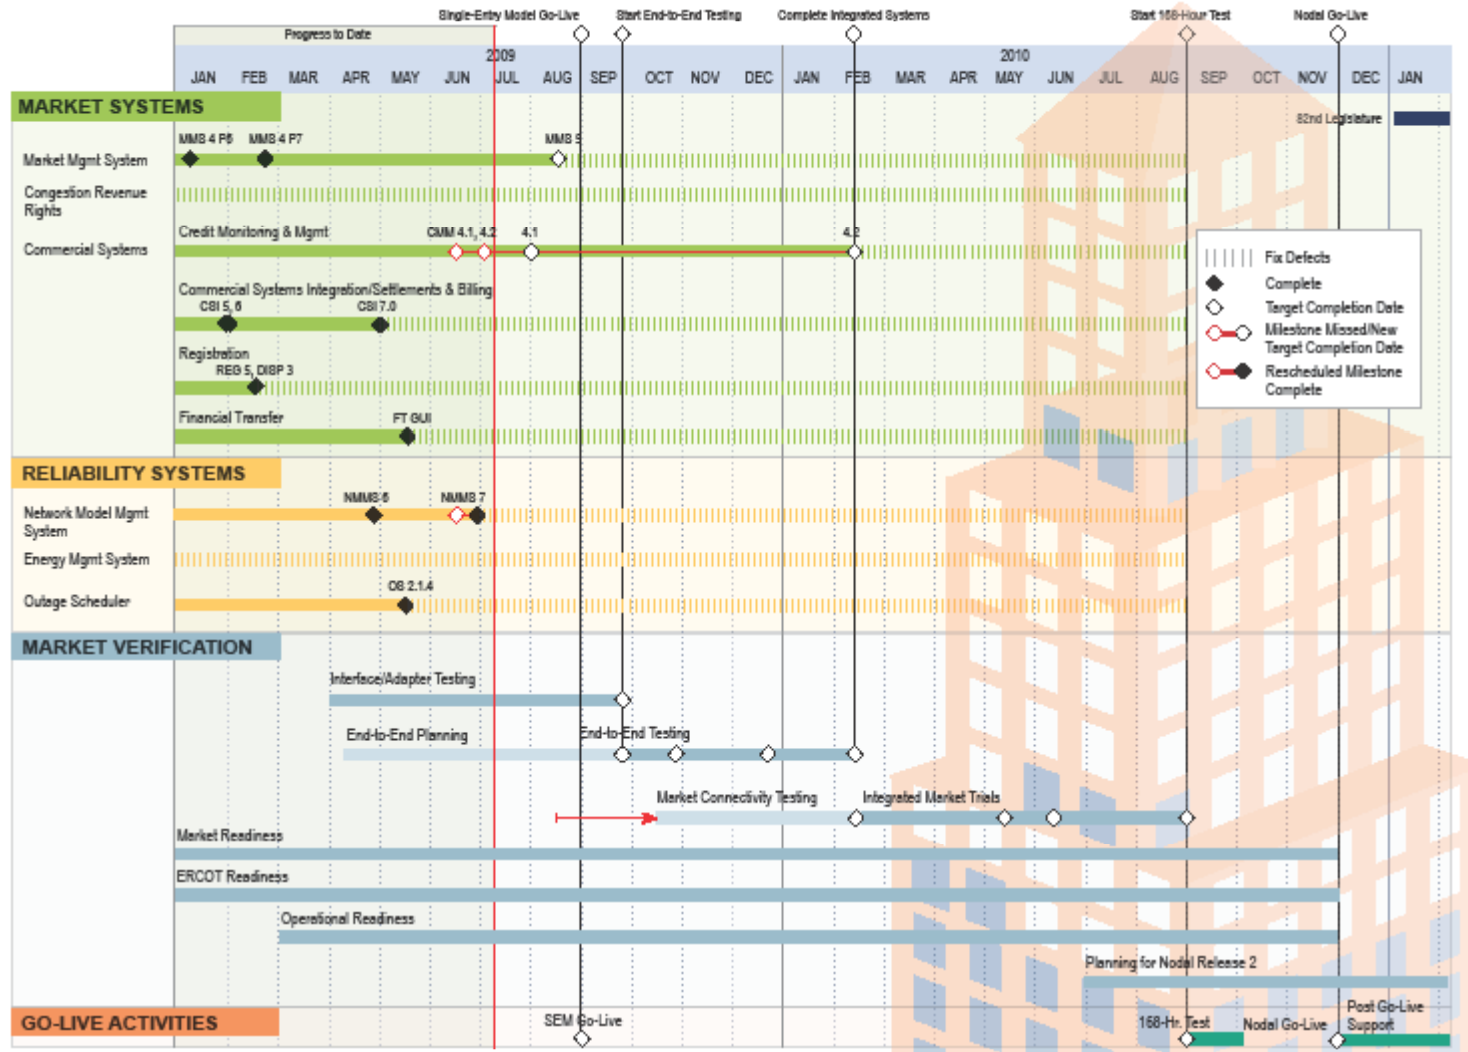 Single-Entry Model Go-Live
Start End-to-End Testing
Complete Integrated Systems
Start 168-Hour Test
Nodal Go-Live
Progress to Date
2009
2010
JAN FEB MAR APR MAY JUN JUL AUG SEP OCT NOV DEC JAN FEB MAR APR MAY JUN JUL AUG SEP OCT NOV DEC JAN
MARKET SYSTEMS
82nd Legislature
MMS 4 P6
MMS 4 P7
MMS 5
Market Mgmt System
Congestion Revenue
Rights
Credit Monitoring & Mgmt
CMM 4.1, 4.2
4.1
4.2
Commercial Systems
Commercial Systems Integration/Settlements & Billing
CSI 5, 6
CSI 7.0
Registration
REG 5, DISP 3
Financial Transfer
FT GUI
Fix Defects
Complete
Target Completion Date
Milestone Missed/New
Target Completion Date
Rescheduled Milestone
Complete
RELIABILITY SYSTEMS
NMMS 6
NMMS 7
Network Model Mgmt
System
Energy Mgmt System
OS 2.1.4
Outage Scheduler
MARKET VERIFICATION
Interface/Adapter Testing
End-to-End Planning
End-to-End Testing
Market Connectivity Testing
Integrated Market Trials
Market Readiness
ERCOT Readiness
Operational Readiness
Planning for Nodal Release 2
GO-LIVE ACTIVITIES
SEM Go-Live
168-Hr. Test
Nodal Go-Live
Post Go-Live
Support